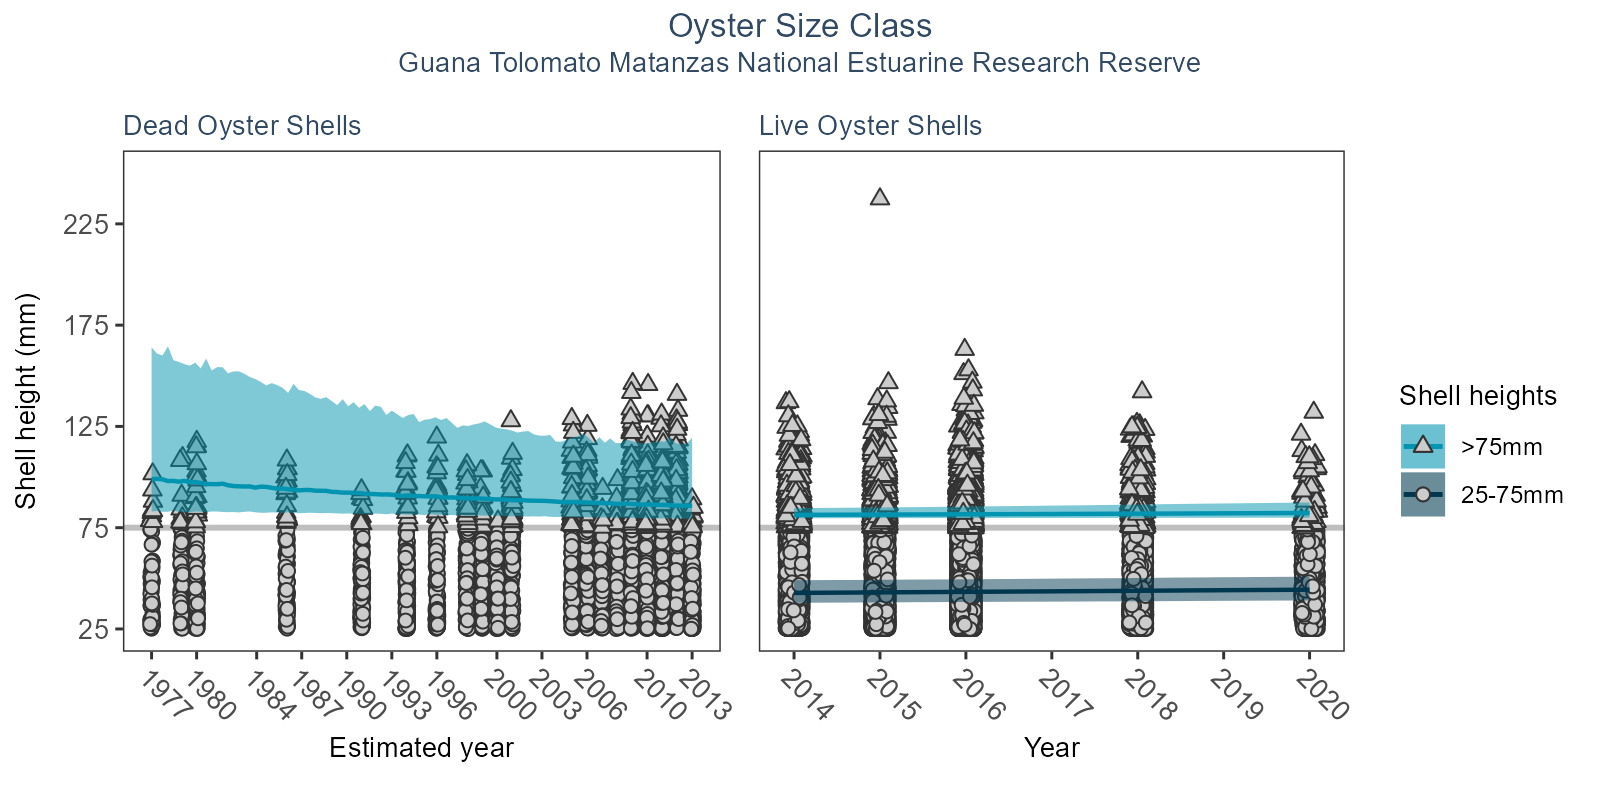 Oyster Size Class
Guana Tolomato Matanzas National Estuarine Research Reserve
Dead Oyster Shells
Live Oyster Shells
Shell height (mm)
225
175
125
75
25
1977
1980
1984
1987
1990
1993
1996
2000
2003
2006
2010
2013
Estimated year
2014
2015
2016
2017
2018
2019
2020
Year
Shell heights
>75mm
25-75mm